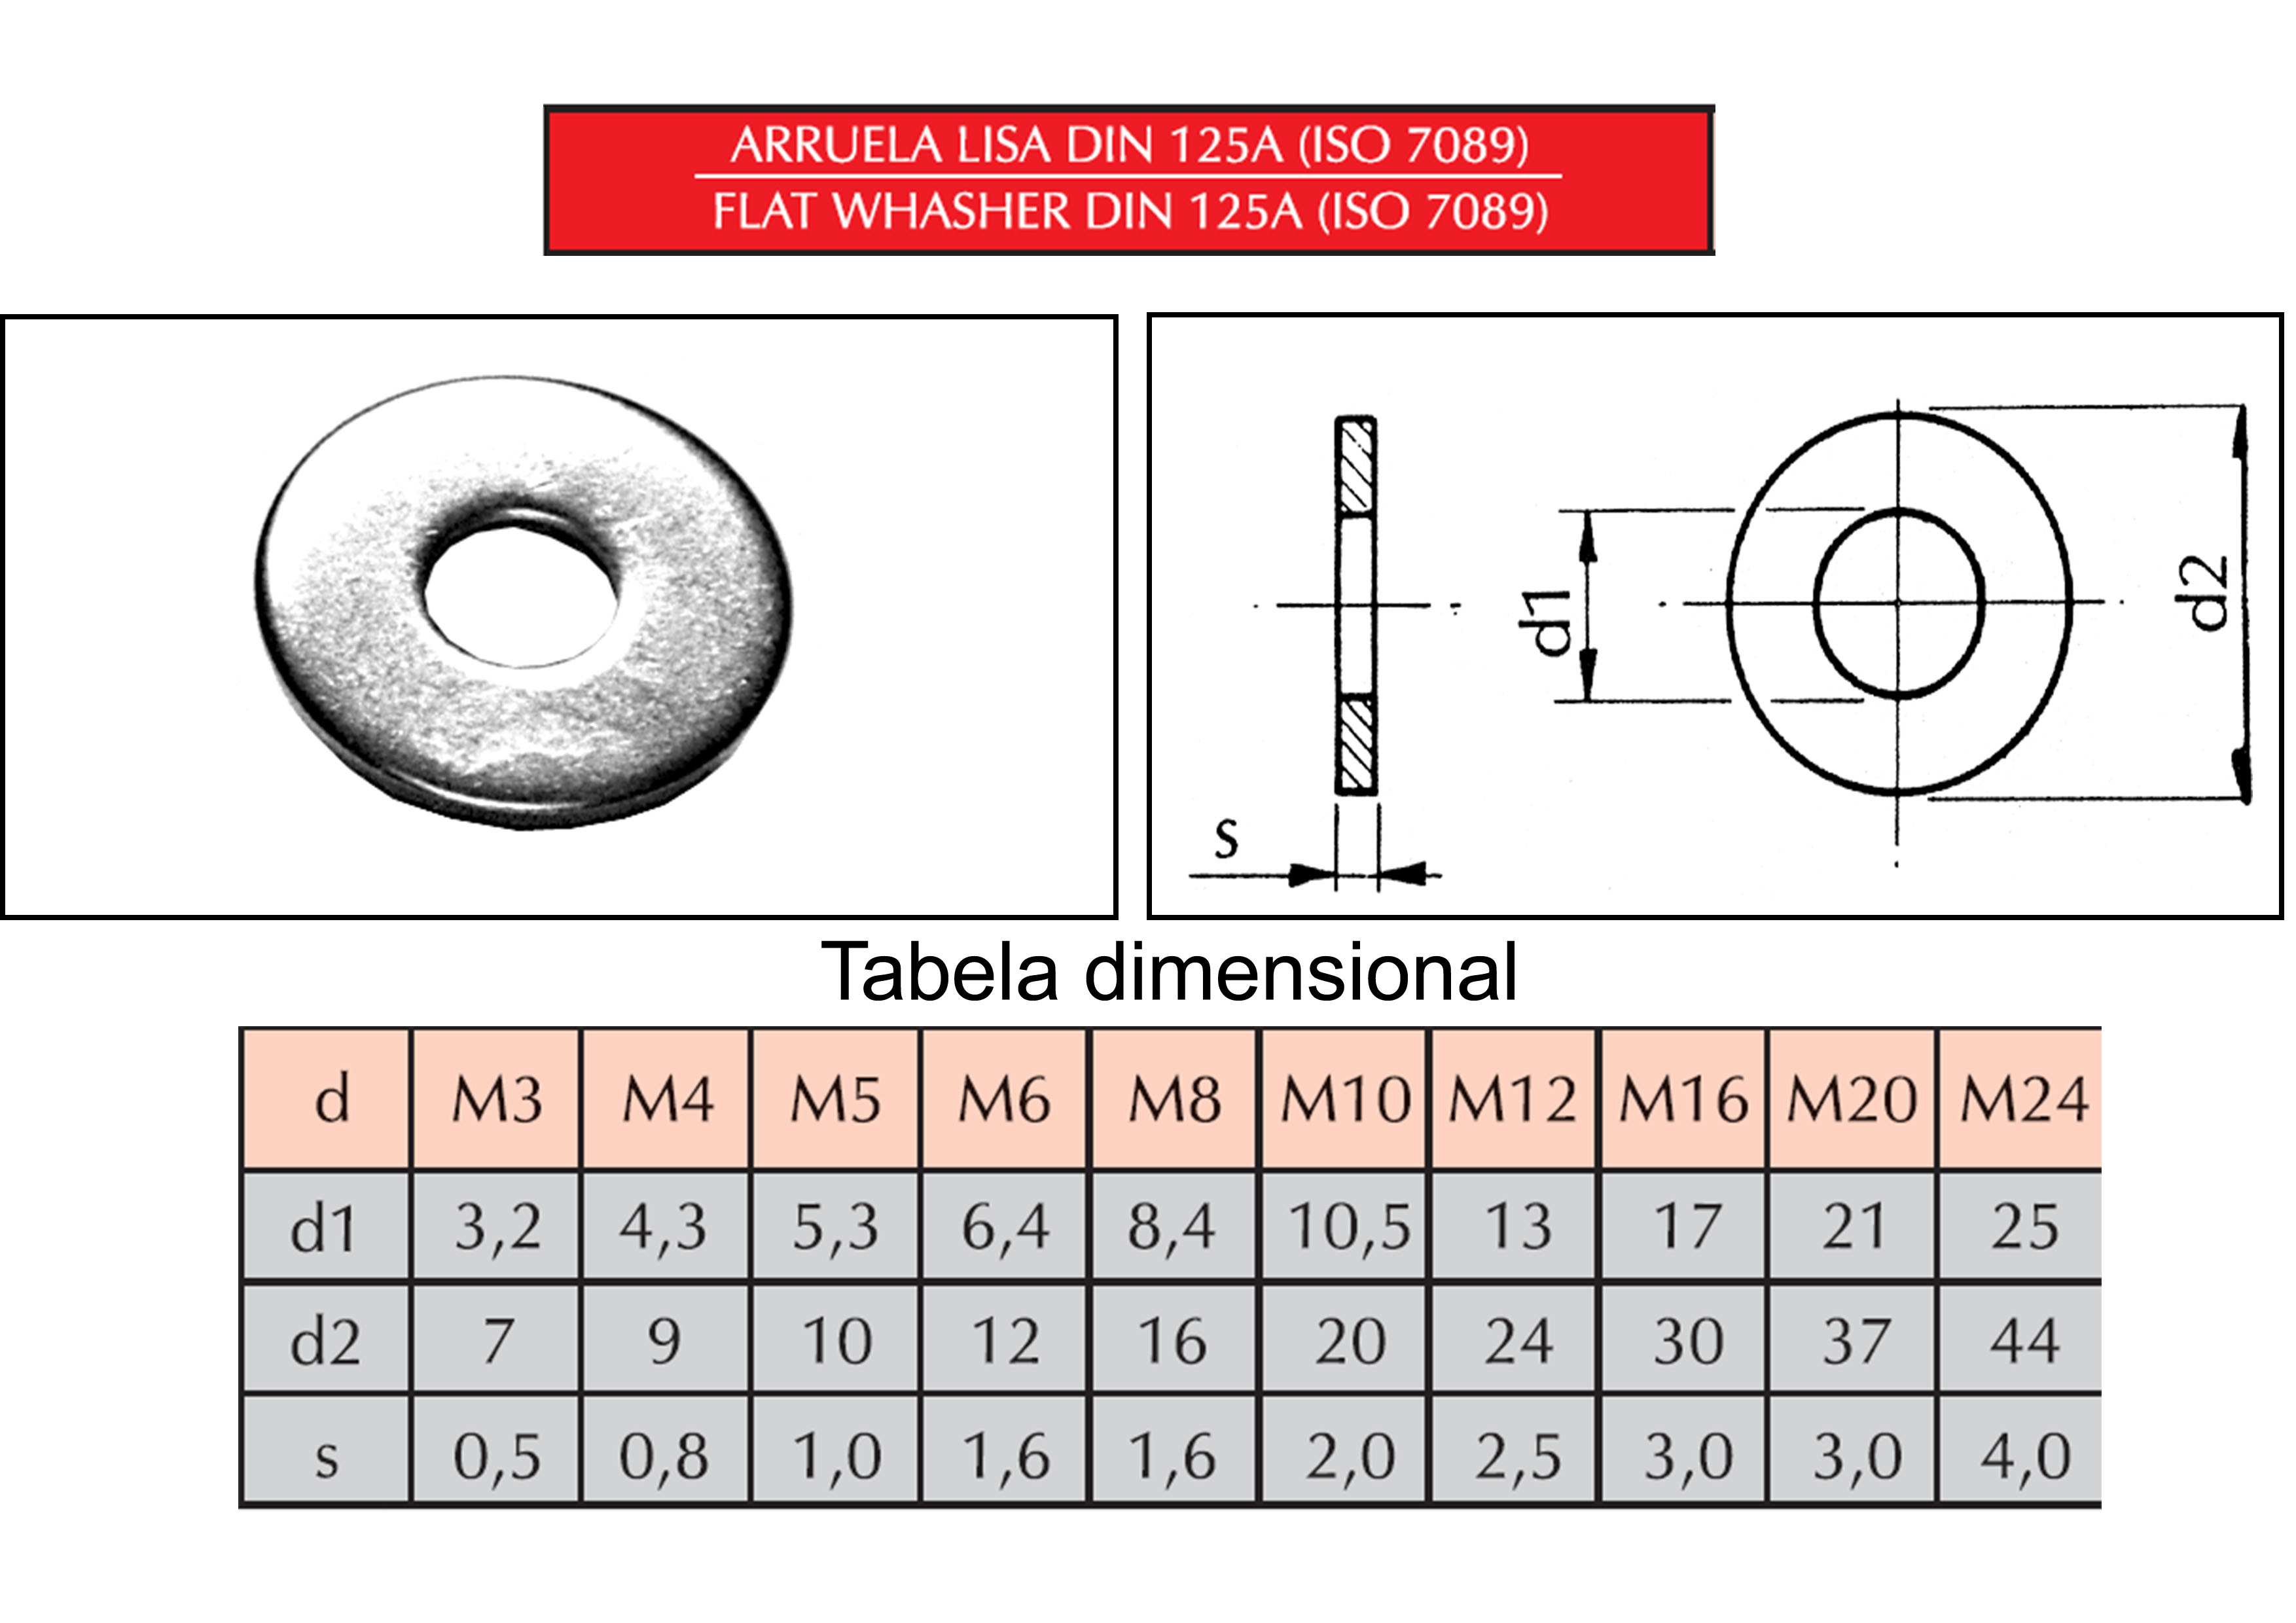 ARRUELA LISA DIN 125A (ISO 7089)
FLAT WHASHER DIN 125A (ISO 7089)
d1
d2
s
Tabela dimensional
d M3 M4 M5 M6 M8 M10 M12 M16 M20 M24
d1 3,2 4,3 5,3 6,4 8,4 10,5 13 17 21 25
d2 7 9 10 12 16 20 24 30 37 44
s 0,5 0,8 1,0 1,6 1,6 2,0 2,5 3,0 3,0 4,0